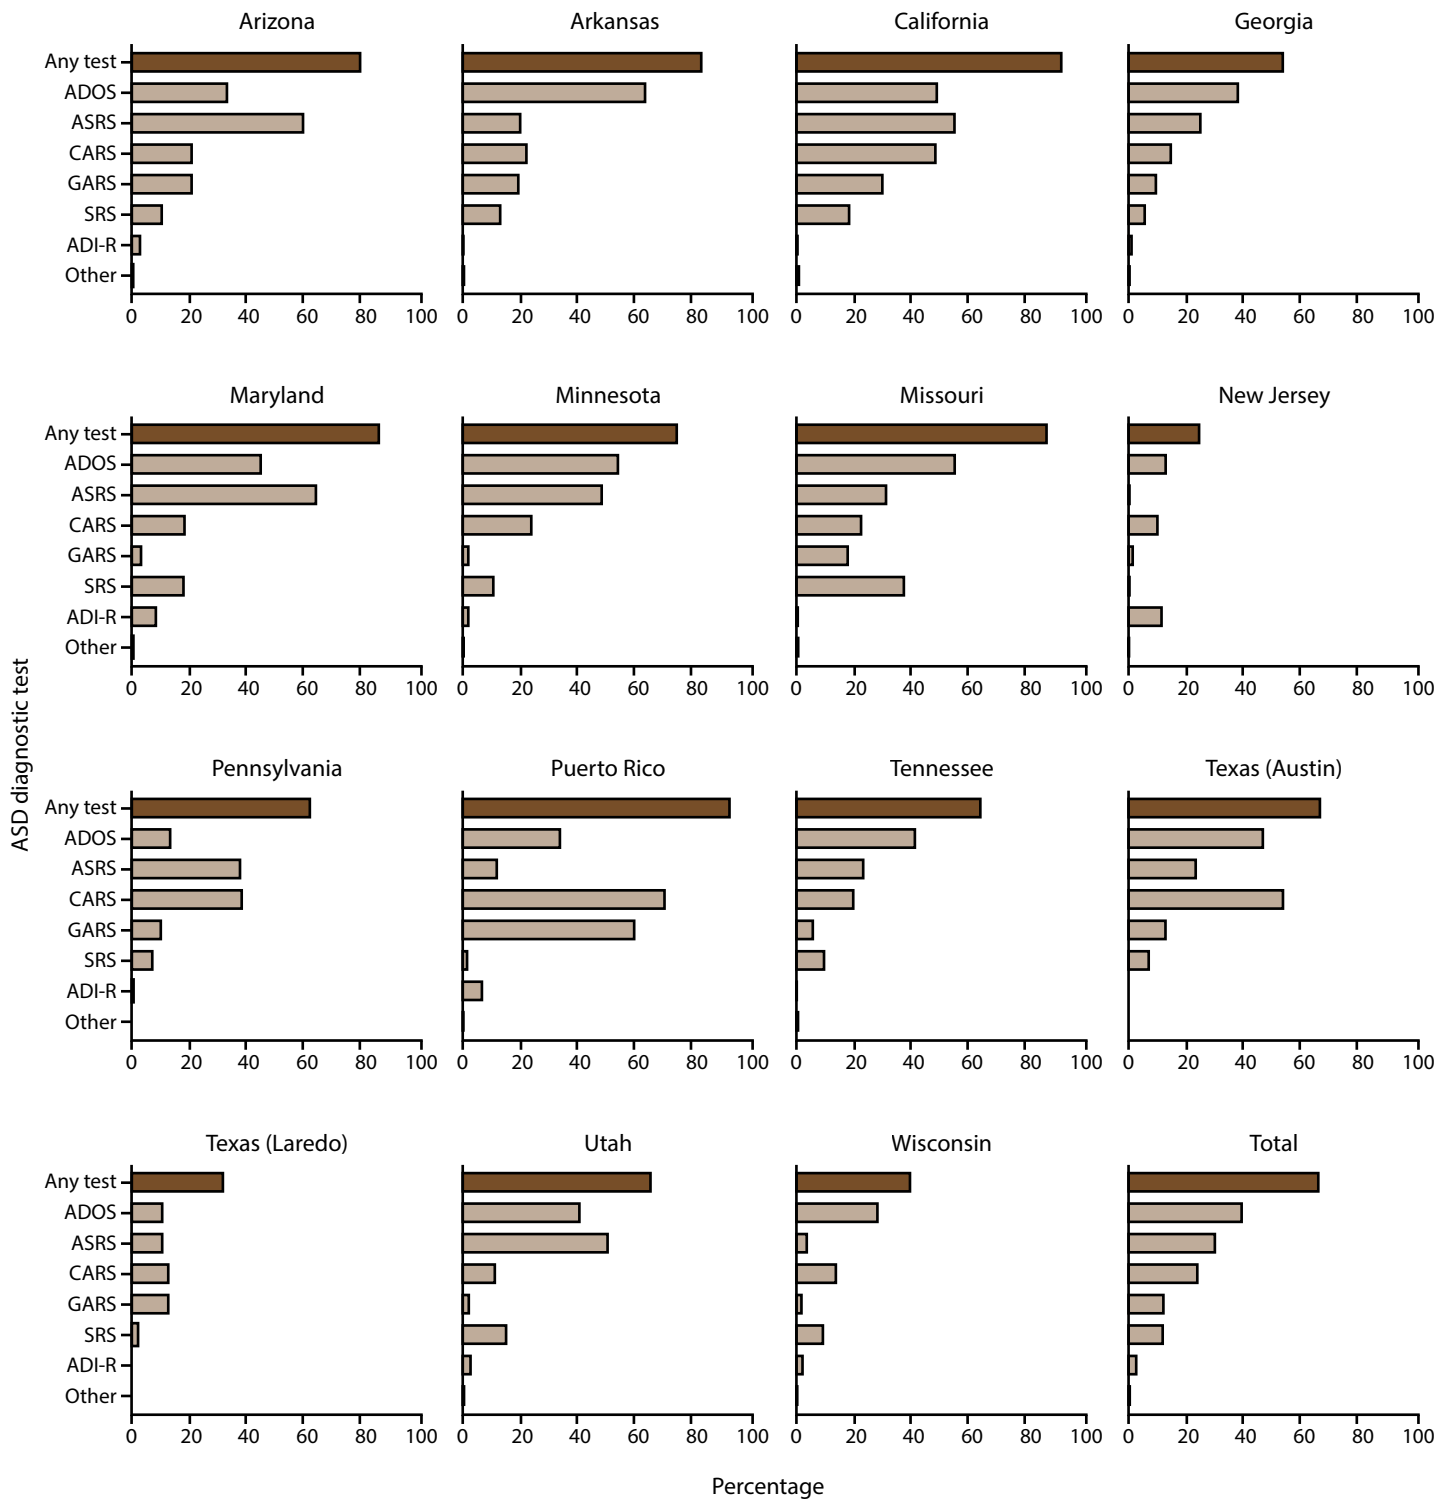 Arizona
Arkansas
California
Georgia
Any test
ADOS
ASRS
CARS
GARS
SRS
ADI-R
Other
0 20 40 60 80 100
0 20 40 60 80 100
0 20 40 60 80 100
0 20 40 60 80 100
Maryland
Minnesota
Missouri
New Jersey
Any test
ADOS
ASRS
CARS
GARS
SRS
ADI-R
Other
0 20 40 60 80 100
0 20 40 60 80 100
0 20 40 60 80 100
0 20 40 60 80 100
ASD diagnostic test
Pennsylvania
Puerto Rico
Tennessee
Texas (Austin)
Any test
ADOS
ASRS
CARS
GARS
SRS
ADI-R
Other
0 20 40 60 80 100
0 20 40 60 80 100
0 20 40 60 80 100
0 20 40 60 80 100
Texas (Laredo)
Utah
Wisconsin
Total
Any test
ADOS
ASRS
CARS
GARS
SRS
ADI-R
Other
0 20 40 60 80 100
0 20 40 60 80 100
0 20 40 60 80 100
0 20 40 60 80 100
Percentage